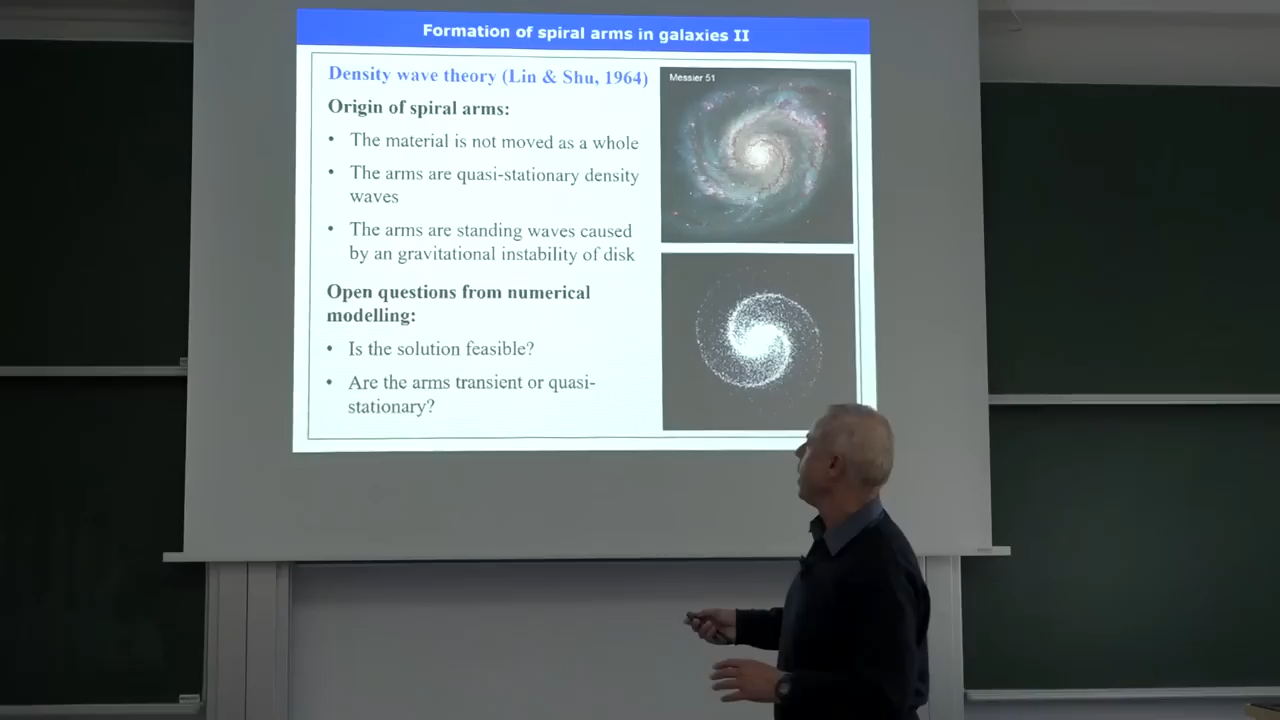 Formation of spiral arms in galaxies II
Density wave theory (Lin & Shu, 1964)
Origin of spiral arms:
• The material is not moved as a whole
• The arms are quasi-stationary density
waves
• The arms are standing waves caused
by an gravitational instability of disk
Open questions from numerical
modelling:
• Is the solution feasible?
• Are the arms transient or quasi-
stationary?
Messier 51